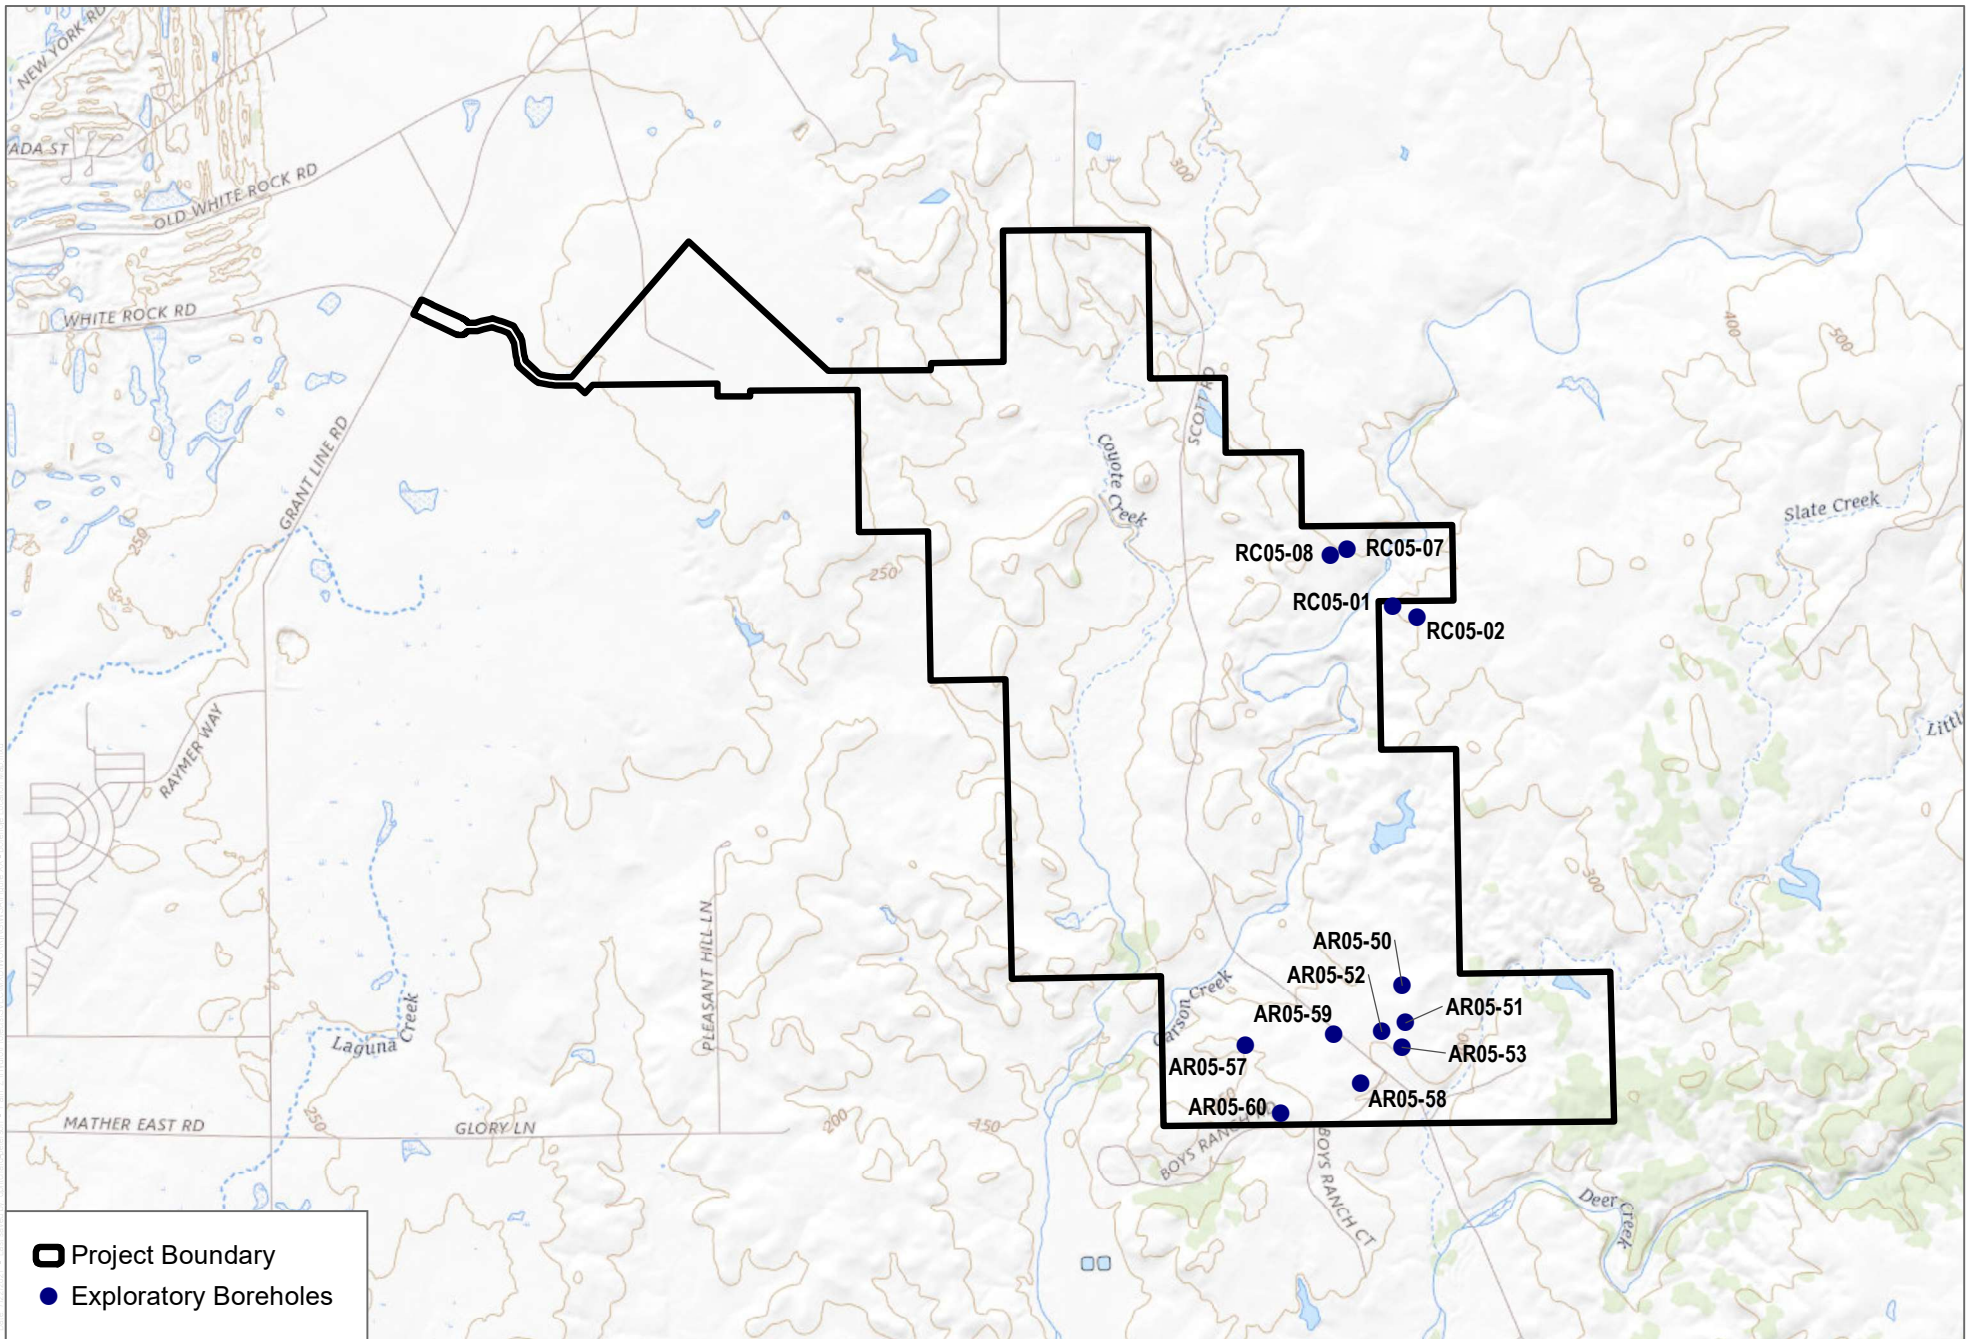 NEW YORK RD
ADA ST
OLD WHITE ROCK RD
WHITE ROCK RD
GRANT LINE RD
300
SCOTT RD
400
500
Coyote Creek
Slate Creek
250
250
RC05-08
RC05-07
RC05-01
RC05-02
RAYMER WAY
Littl
PLEASANT HILL LN
300
AR05-50
AR05-52
AR05-51
AR05-59
AR05-53
AR05-57
AR05-58
AR05-60
Carson Creek
Laguna Creek
MATHER EAST RD
250
GLORY LN
200
150
BOYS RANCH RD
BOYS RANCH CT
Deer Creek
Project Boundary
Exploratory Boreholes